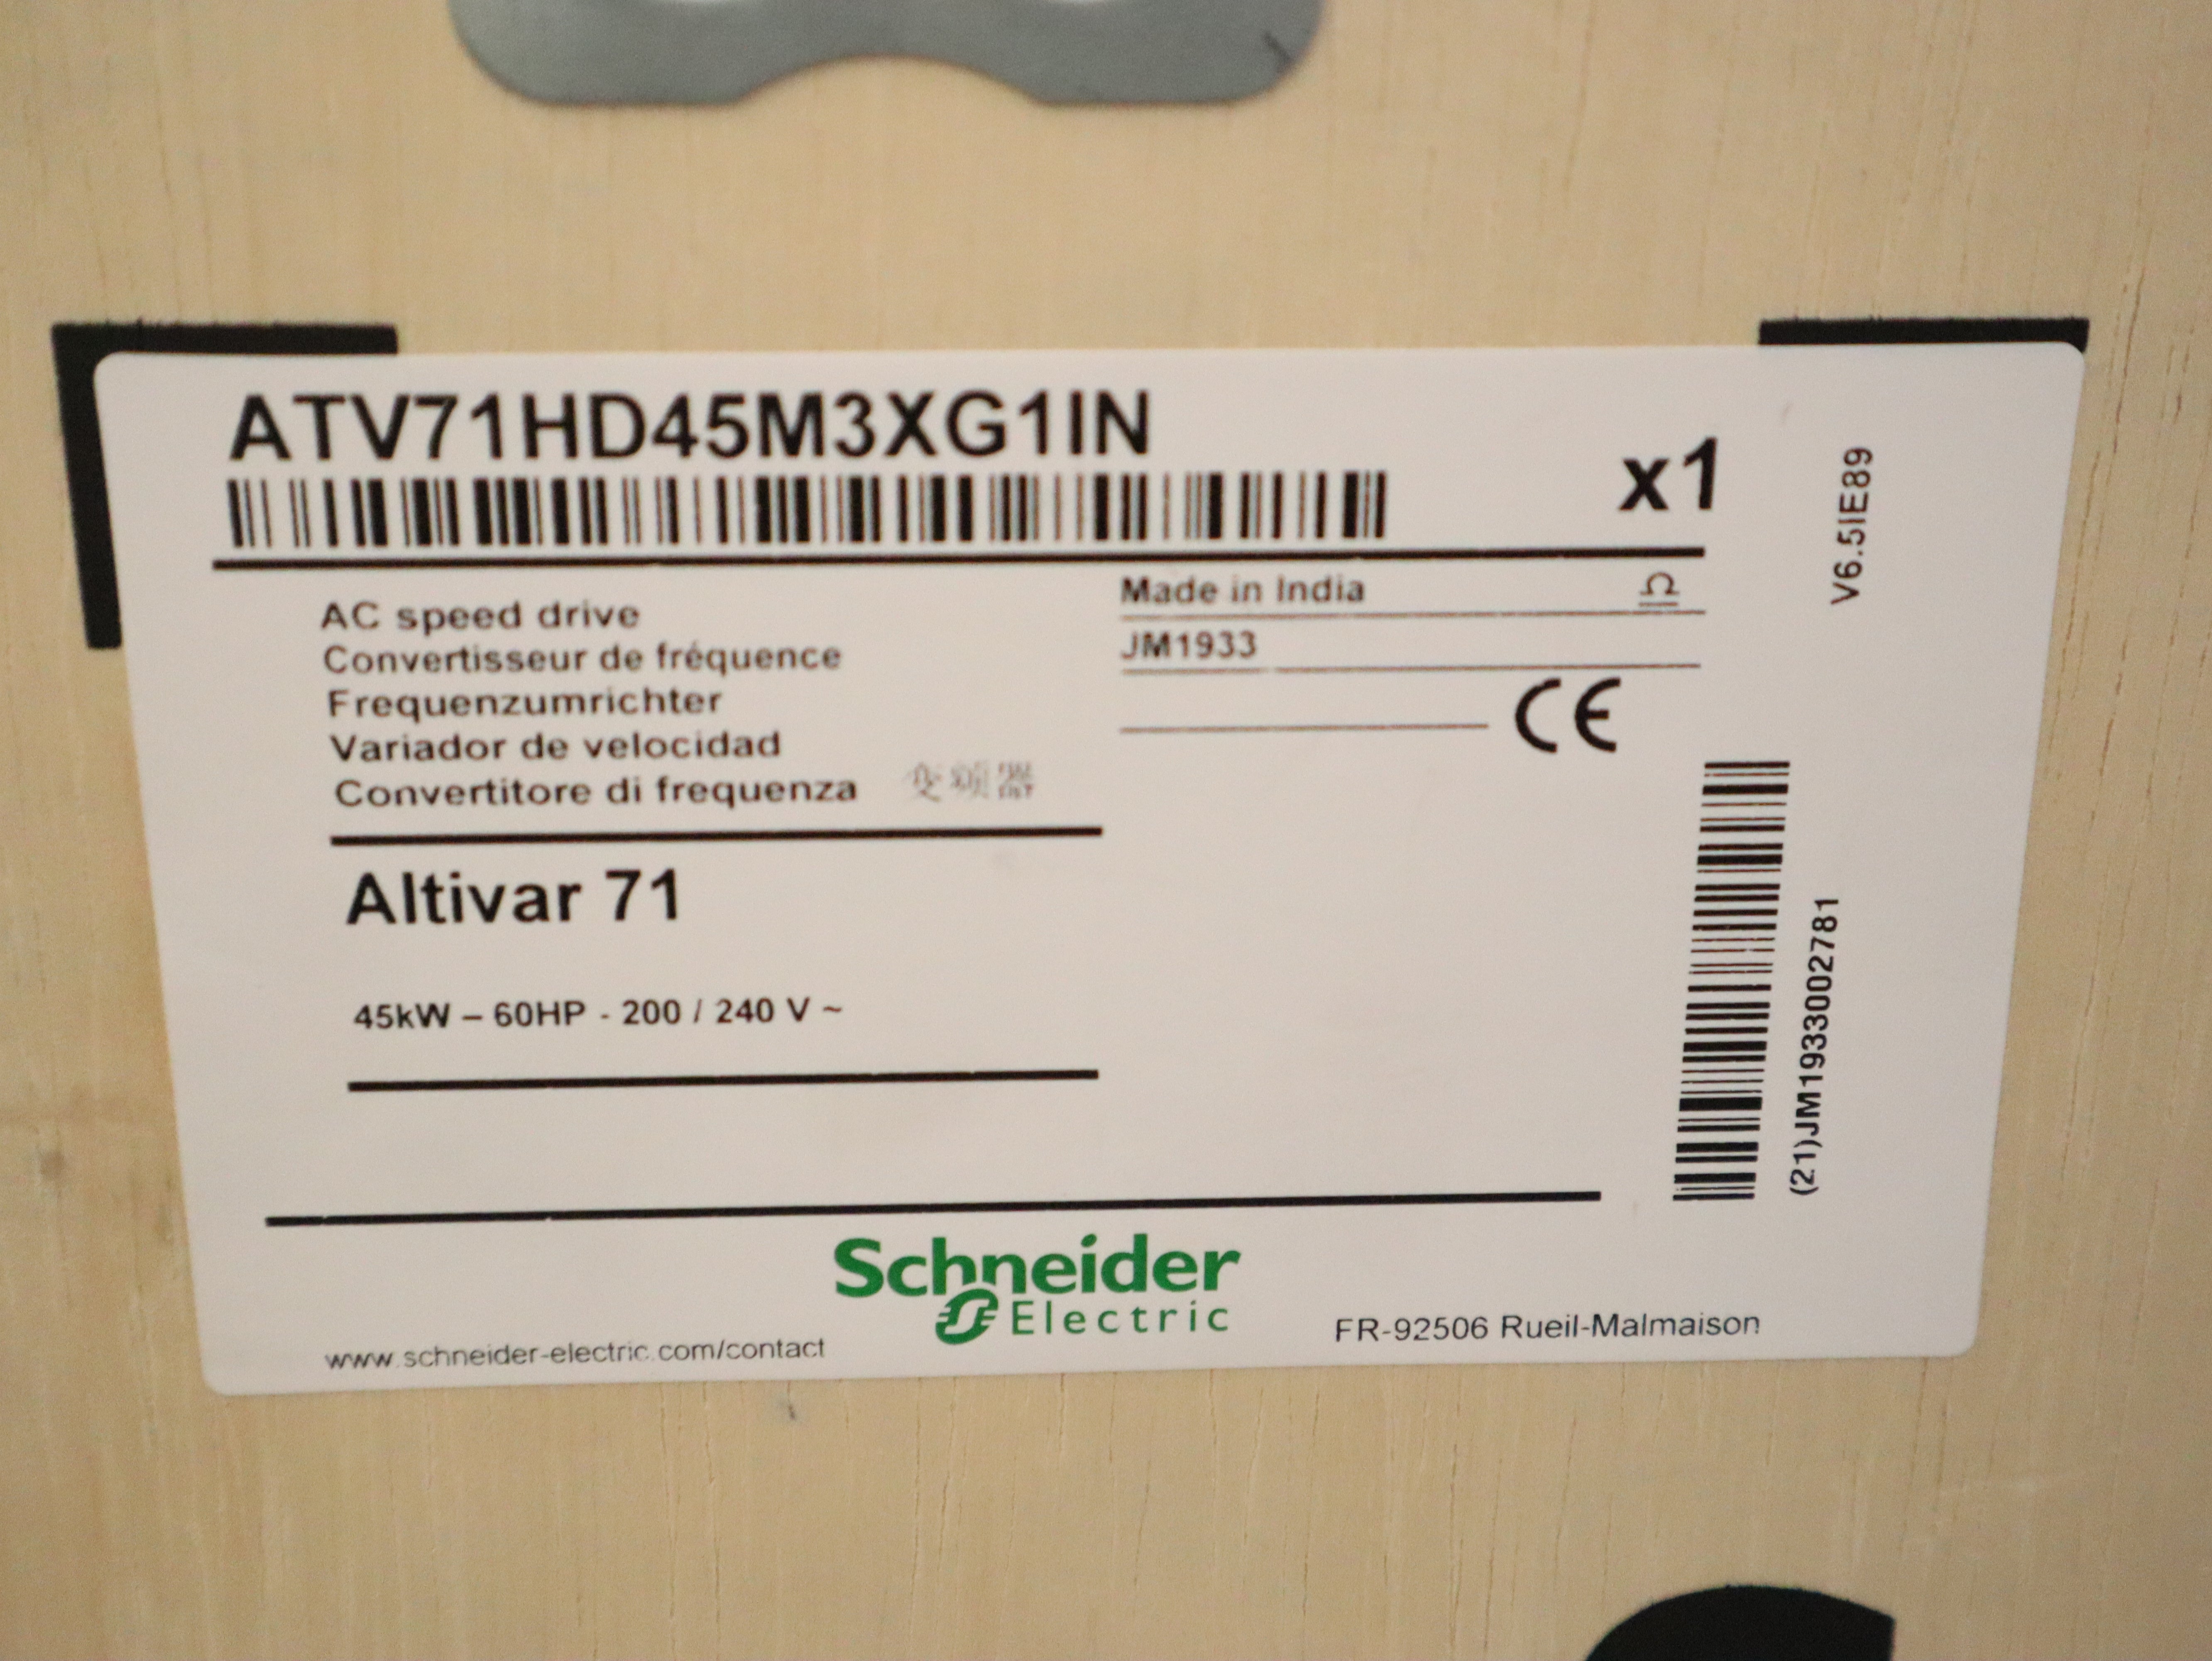 ATV71HD45M3XG1IN
x1
V6.5IE89
AC speed drive
Convertisseur de fréquence
Frequenzumrichter
Variador de velocidad
Convertitore di frequenza 变频器
Made in India
JM1933
CE
Altivar 71
45kW – 60HP - 200 / 240 V ~
(21)JM1933002781
Schneider
Electric
www.schneider-electric.com/contact
FR-92506 Rueil-Malmaison